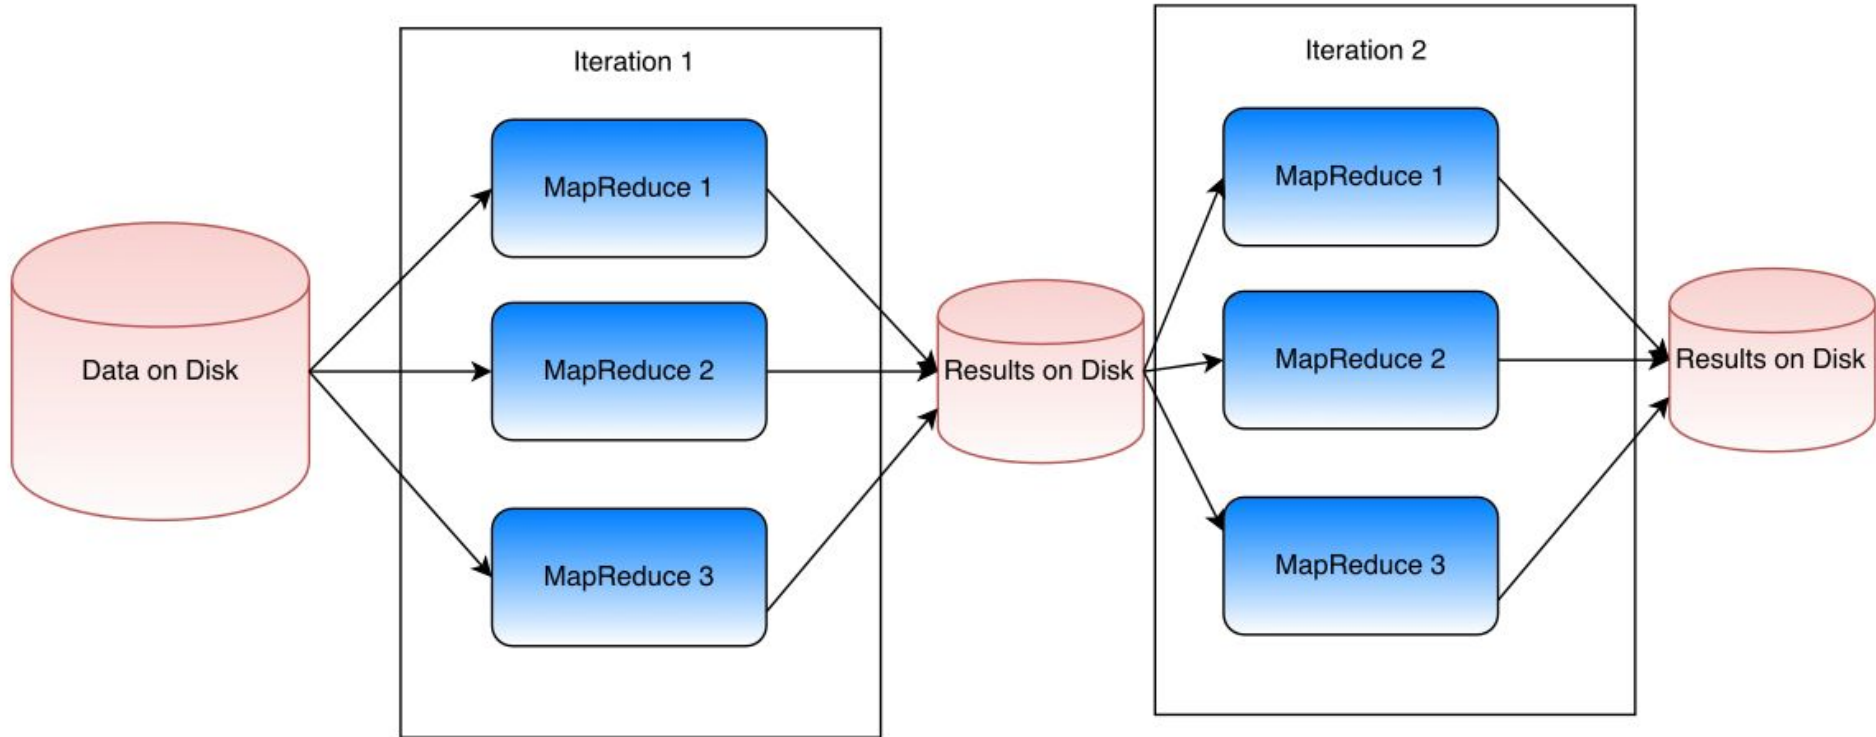 Data on Disk
Iteration 1
MapReduce 1
MapReduce 2
MapReduce 3
Results on Disk
Iteration 2
MapReduce 1
MapReduce 2
MapReduce 3
Results on Disk